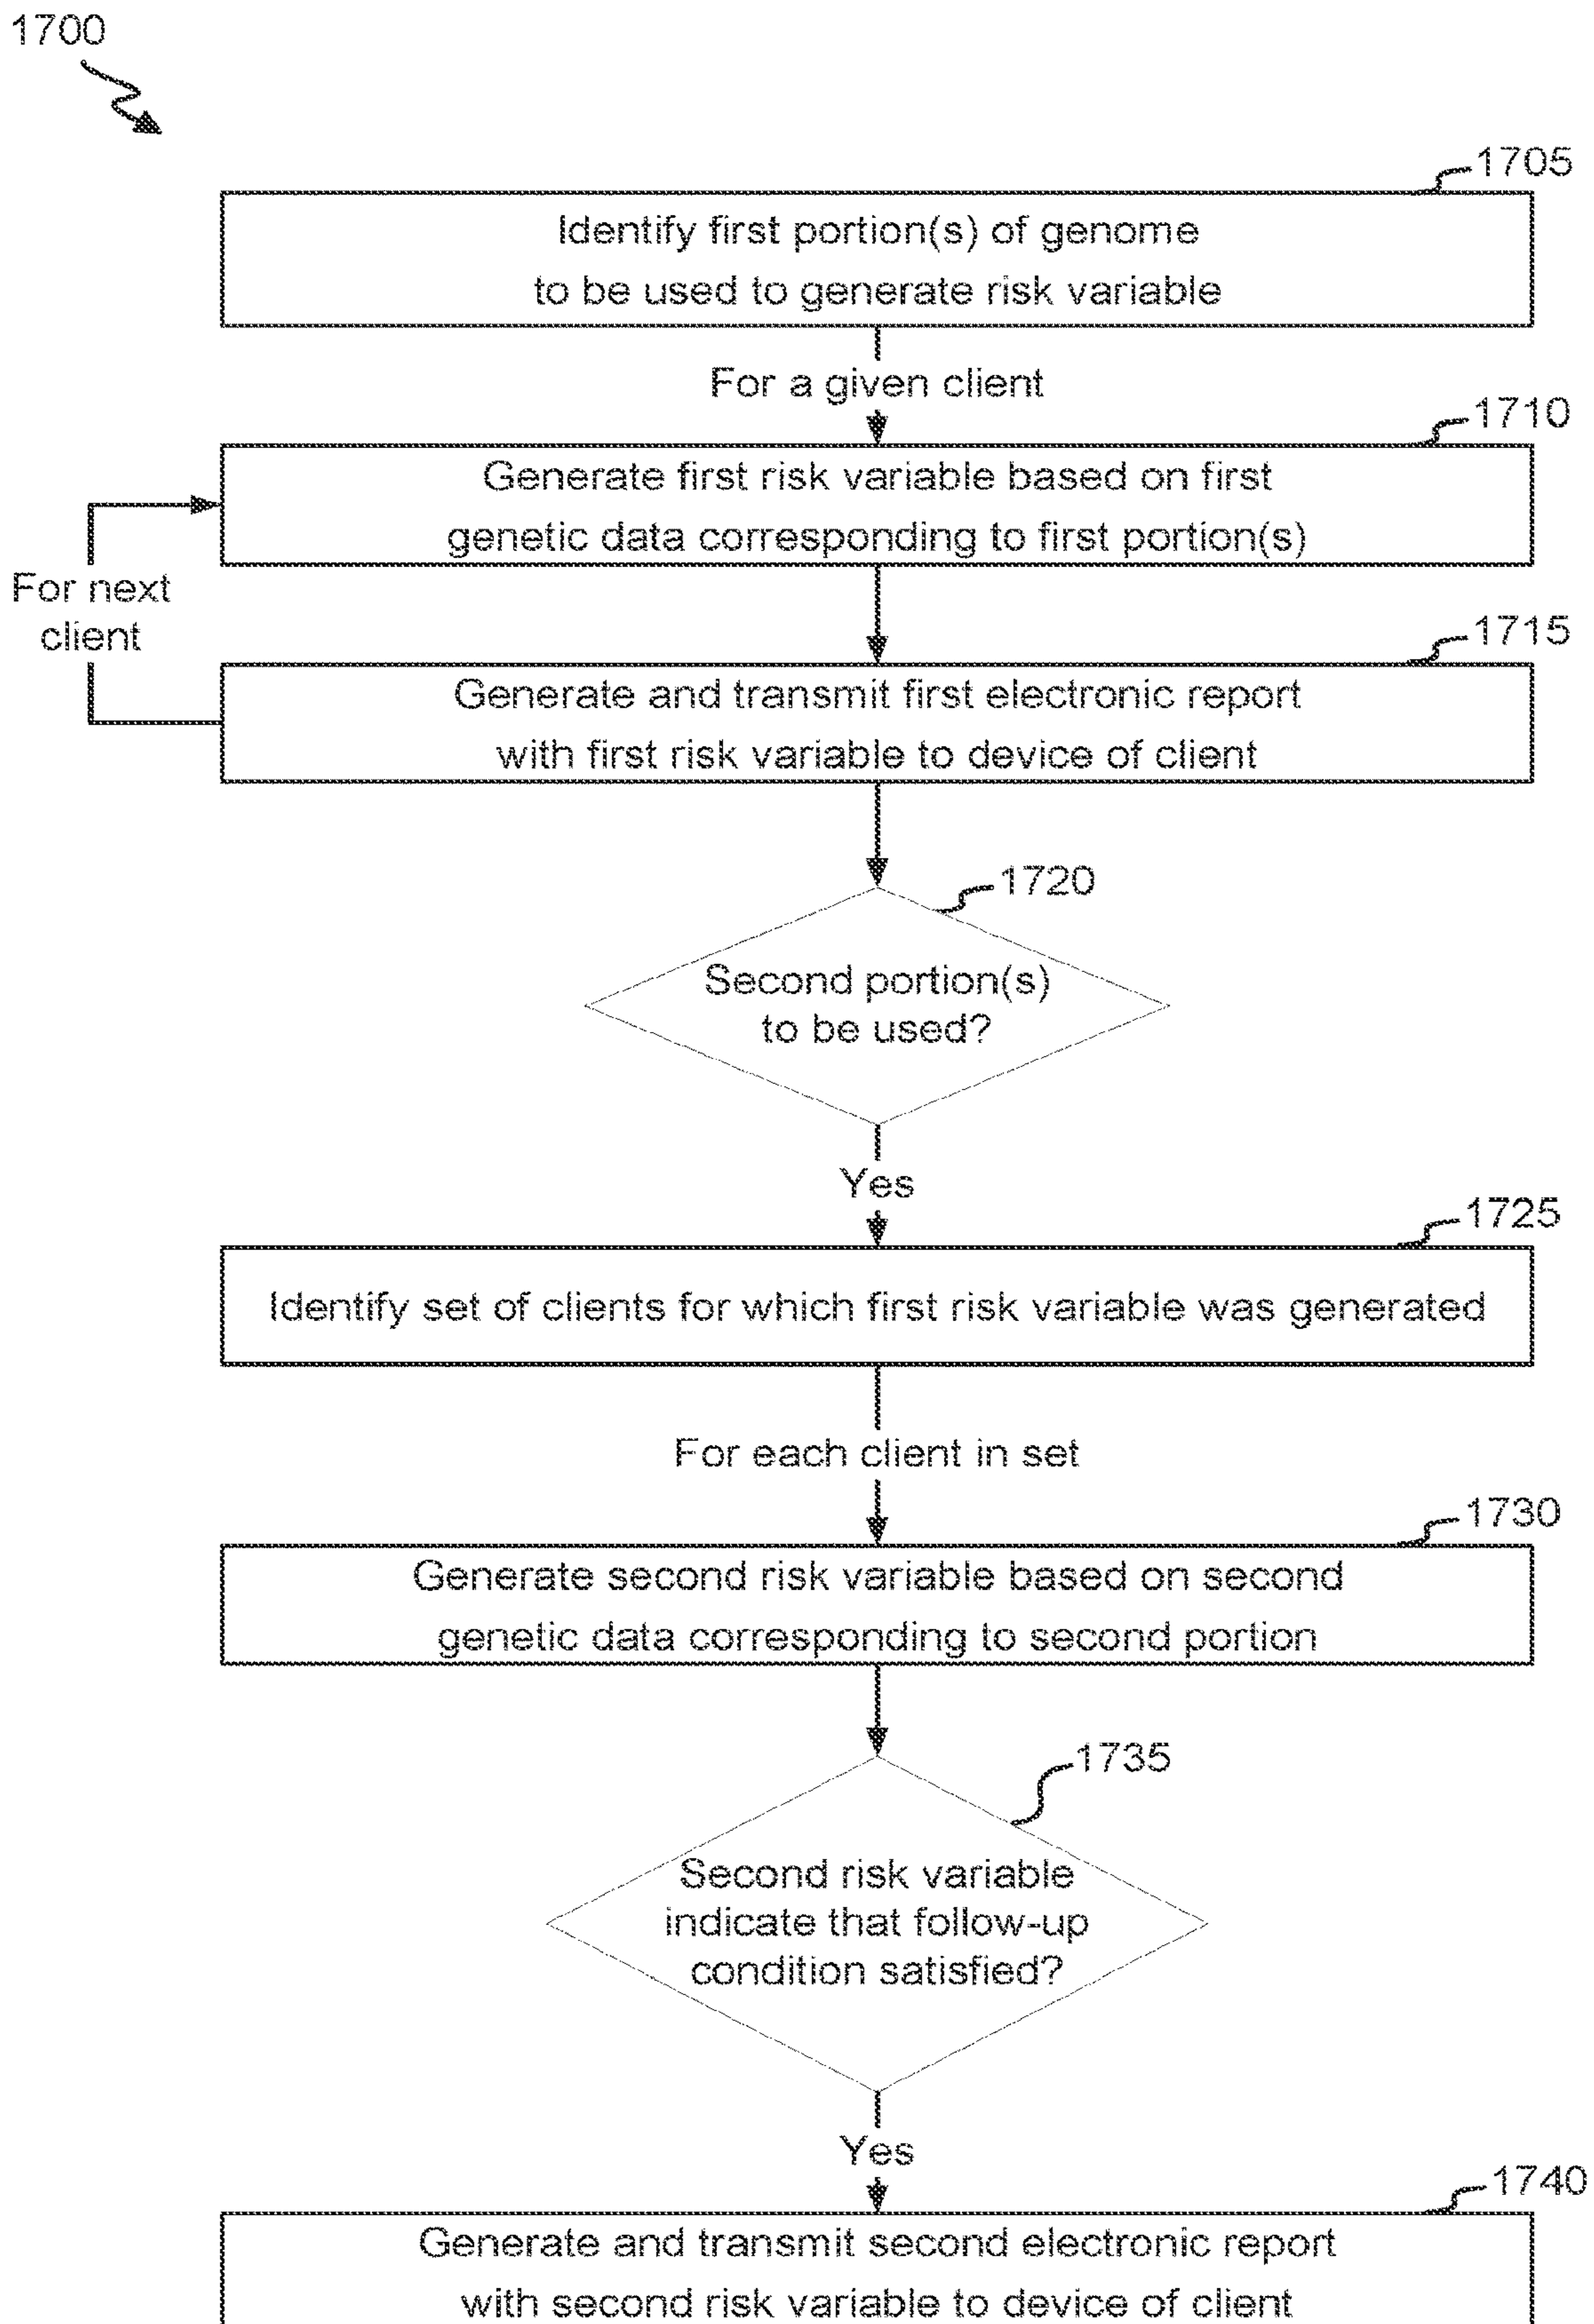 1700
1705
Identify first portion(s) of genome
to be used to generate risk variable
For a given client
1710
Generate first risk variable based on first
genetic data corresponding to first portion(s)
For next
client
1715
Generate and transmit first electronic report
with first risk variable to device of client
1720
Second portion(s)
to be used?
Yes
1725
Identify set of clients for which first risk variable was generated
For each client in set
1730
Generate second risk variable based on second
genetic data corresponding to second portion
1735
Second risk variable
indicate that follow-up
condition satisfied?
Yes
1740
Generate and transmit second electronic report
with second risk variable to device of client